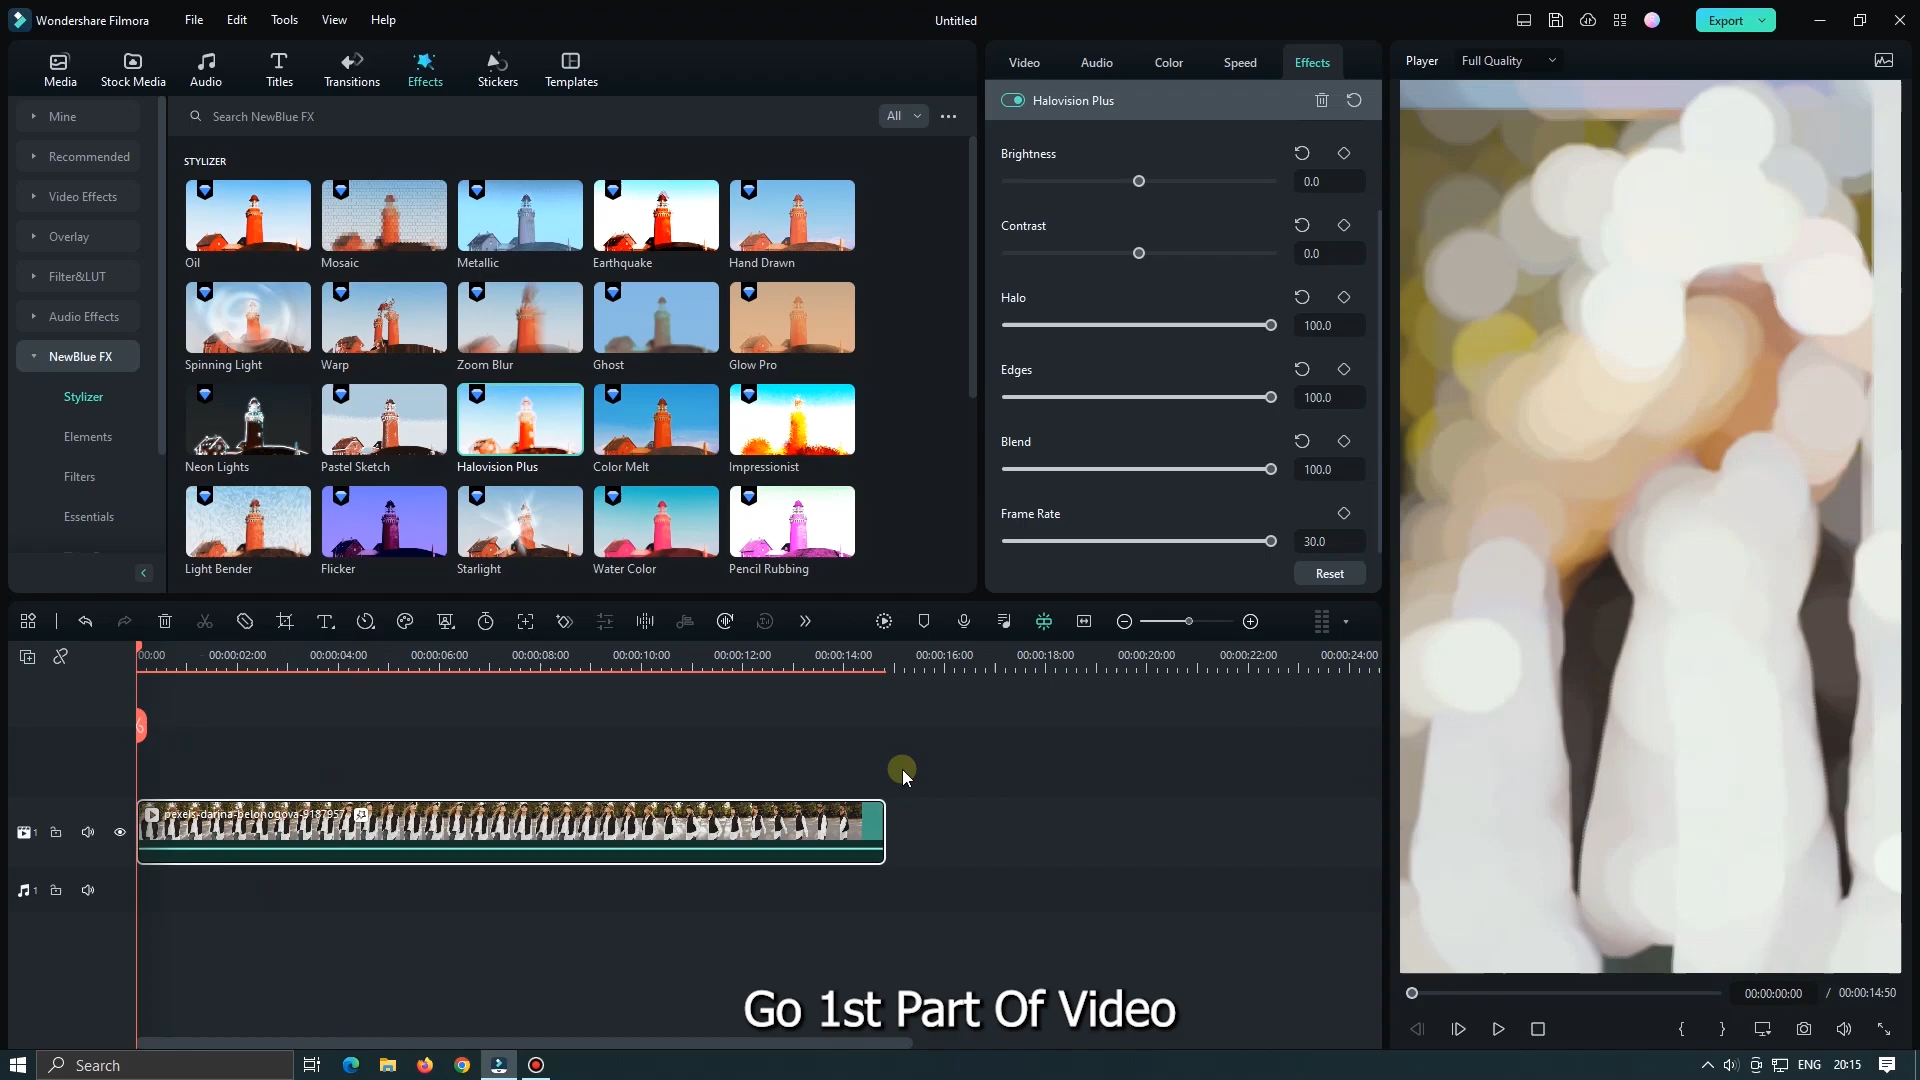 Wondershare Filmora
File
Edit
Tools
View
Help
Untitled
Export
Media
Stock Media
Audio
Titles
Transitions
Effects
Stickers
Templates
Video
Audio
Color
Speed
Effects
Player
Full Quality
Mine
Recommended
Video Effects
Overlay
Filter&LUT
Audio Effects
NewBlue FX
Stylizer
Elements
Filters
Essentials
Search NewBlue FX
All
STYLIZER
Oil
Mosaic
Metallic
Earthquake
Hand Drawn
Spinning Light
Warp
Zoom Blur
Ghost
Glow Pro
Neon Lights
Pastel Sketch
Halovision Plus
Color Melt
Impressionist
Light Bender
Flicker
Starlight
Water Color
Pencil Rubbing
Halovision Plus
Brightness
0.0
Contrast
0.0
Halo
100.0
Edges
100.0
Blend
100.0
Frame Rate
30.0
Reset
00:00
00:00:02:00
00:00:04:00
00:00:06:00
00:00:08:00
00:00:10:00
00:00:12:00
00:00:14:00
00:00:16:00
00:00:18:00
00:00:20:00
00:00:22:00
00:00:24:00
pexels-darina-belonogova-9187957
1
1
00:00:00:00 / 00:00:14:50
Go 1st Part Of Video
Search
ENG
20:15